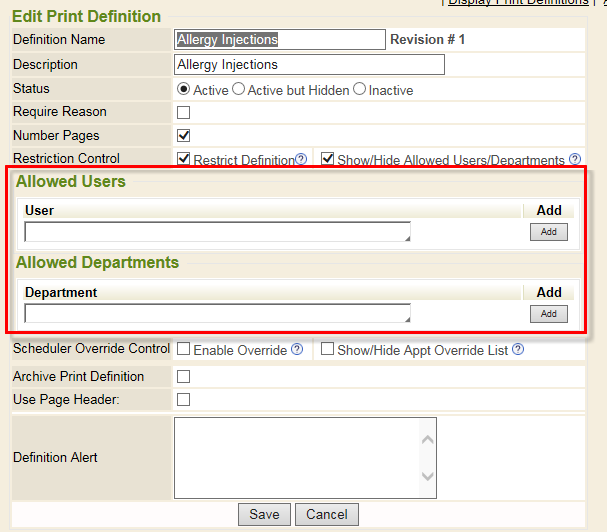 | Display Print Definitions |
Edit Print Definition
Definition Name Allergy Injections Revision # 1
Description Allergy Injections
Status Active Active but Hidden Inactive
Require Reason
Number Pages
Restriction Control Restrict Definition ? Show/Hide Allowed Users/Departments ?
Allowed Users
User Add
Add
Allowed Departments
Department Add
Add
Scheduler Override Control Enable Override ? Show/Hide Appt Override List ?
Archive Print Definition
Use Page Header:
Definition Alert
Save Cancel